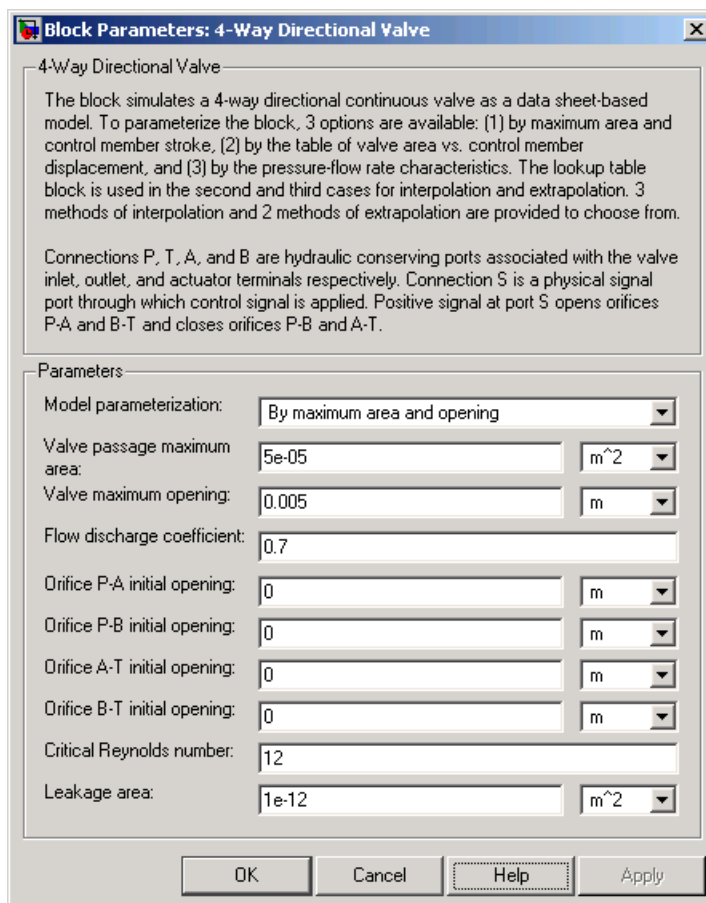 Block Parameters: 4-Way Directional Valve
4-Way Directional Valve
The block simulates a 4-way directional continuous valve as a data sheet-based
model. To parameterize the block, 3 options are available: (1) by maximum area and
control member stroke, (2) by the table of valve area vs. control member
displacement, and (3) by the pressure-flow rate characteristics. The lookup table
block is used in the second and third cases for interpolation and extrapolation. 3
methods of interpolation and 2 methods of extrapolation are provided to choose from.
Connections P, T, A, and B are hydraulic conserving ports associated with the valve
inlet, outlet, and actuator terminals respectively. Connection S is a physical signal
port through which control signal is applied. Positive signal at port S opens orifices
P-A and B-T and closes orifices P-B and A-T.
Parameters
Model parameterization: By maximum area and opening
Valve passage maximum
area: 5e-05 m^2
Valve maximum opening: 0.005 m
Flow discharge coefficient: 0.7
Orifice P-A initial opening: 0 m
Orifice P-B initial opening: 0 m
Orifice A-T initial opening: 0 m
Orifice B-T initial opening: 0 m
Critical Reynolds number: 12
Leakage area: 1e-12 m^2
OK Cancel Help Apply